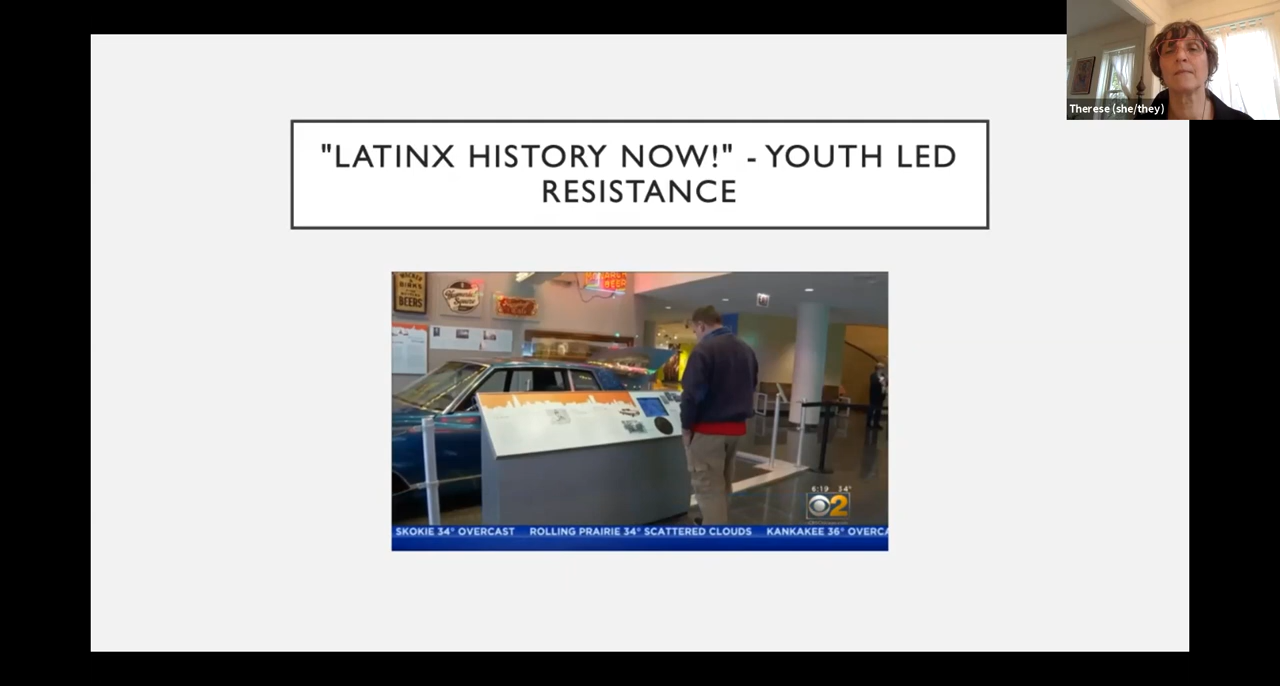 Therese (she/they)
"LATINX HISTORY NOW!" - YOUTH LED
RESISTANCE
BEERS
BEER
6:19 34°
2
SKOKIE 34° OVERCAST ROLLING PRAIRIE 34° SCATTERED CLOUDS KANKAKEE 36° OVERCA